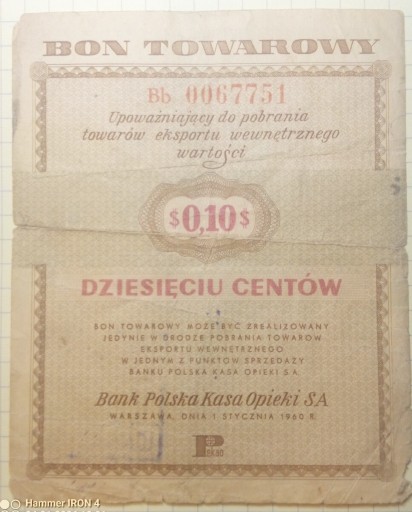 BON TOWAROWY
Bb 0067751
Upoważniający do pobrania
towarów eksportu wewnętrznego
wartości
$0,10$
DZIESIĘCIU CENTÓW
BON TOWAROWY MOŻE BYĆ ZREALIZOWANY
JEDYNIE W DRODZE POBRANIA TOWARÓW
EKSPORTU WEWNĘTRZNEGO
W JEDNYM Z PUNKTÓW SPRZEDAŻY
BANKU POLSKA KASA OPIEKI S.A.
Bank Polska Kasa Opieki S.A.
WARSZAWA, DNIA 1 STYCZNIA 1960 R.
PEKAO
Hammer IRON 4